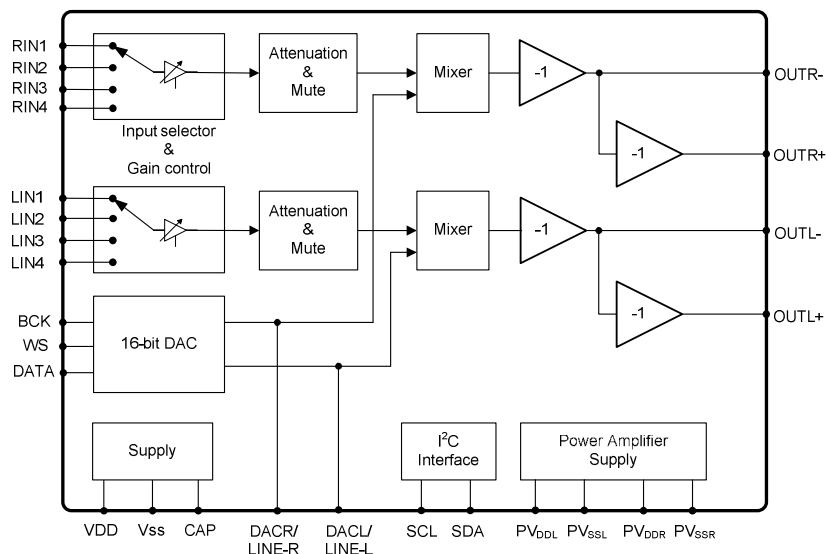 RIN1
RIN2
RIN3
RIN4
Input selector
&
Gain control
Attenuation
&
Mute
Mixer
-1
OUTR-
-1
OUTR+
LIN1
LIN2
LIN3
LIN4
Attenuation
&
Mute
Mixer
-1
OUTL-
-1
OUTL+
BCK
WS
DATA
16-bit DAC
Supply
I²C
Interface
Power Amplifier
Supply
VDD
Vss
CAP
DACR/
LINE-R
DACL/
LINE-L
SCL
SDA
PVDDL
PVSSL
PVDDR
PVSSR